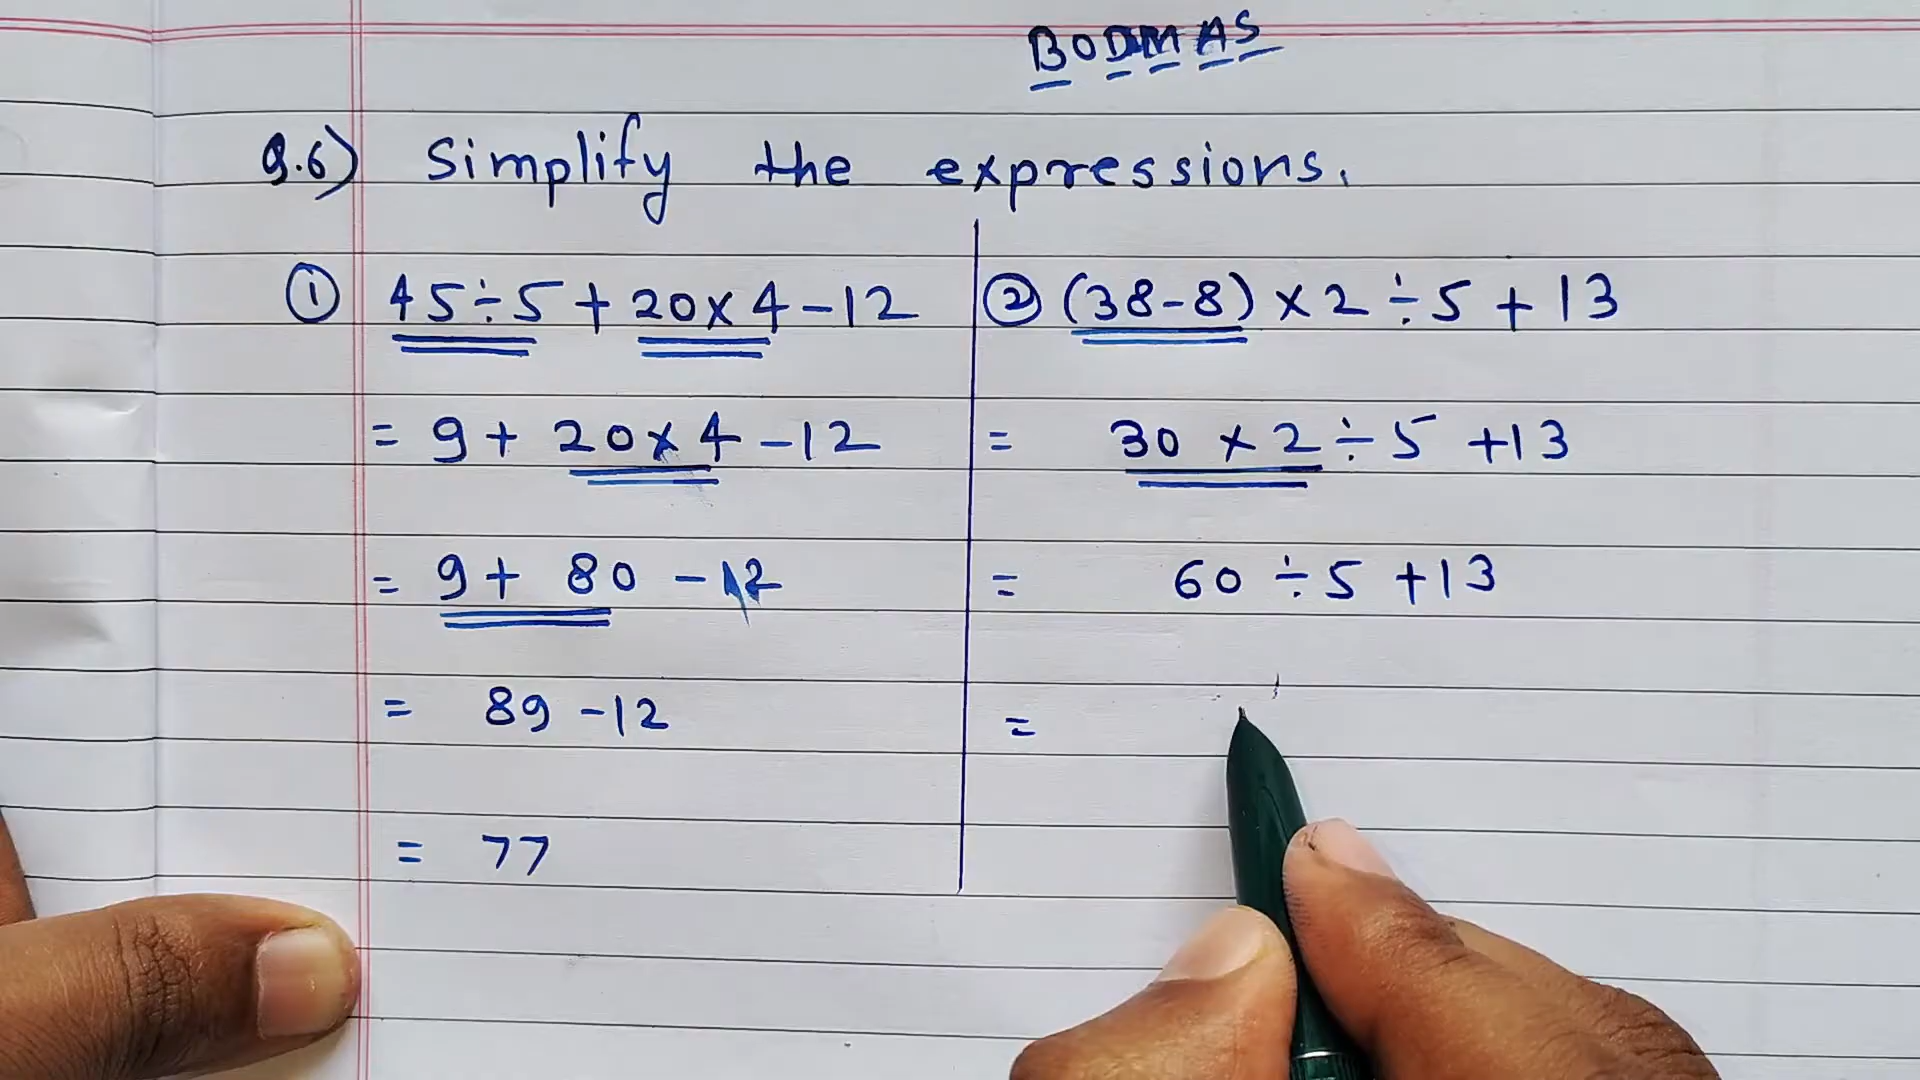 BODMAS
Q.6) Simplify the expressions.
① 45÷5+20×4-12
= 9+ 20×4 -12
= 9+ 80 -12
= 89 -12
= 77
② (38-8)×2÷5+13
= 30 ×2÷5 +13
= 60 ÷5 +13
=